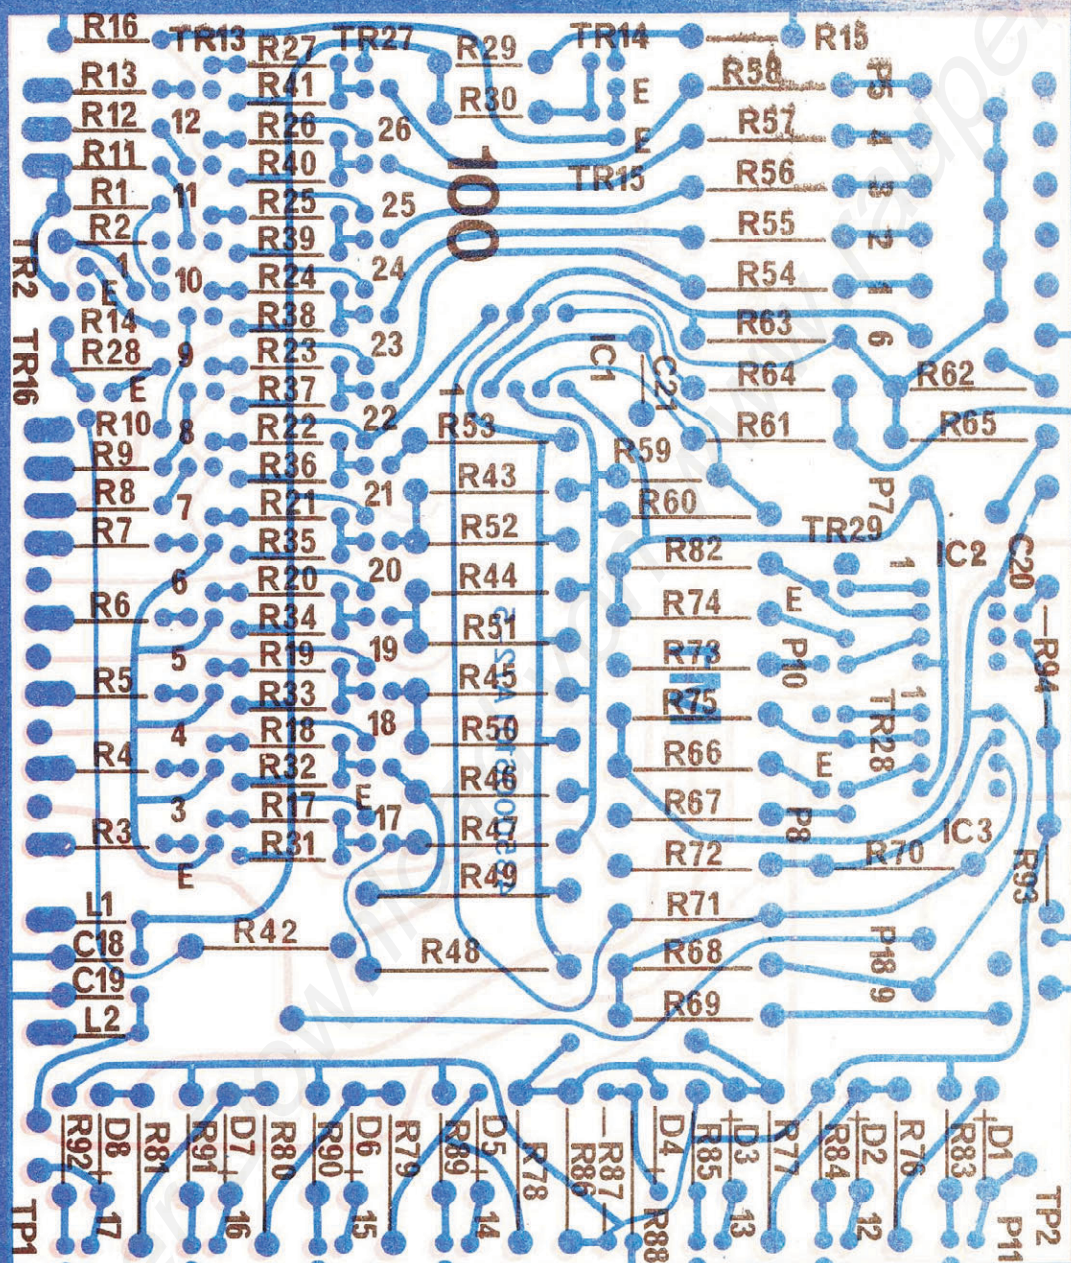 R16 TR13 R27 TR27 R29 TR14 R15
R13 R41 R30 E R58 P5
R12 12 R26 26 E R57 4
R11 R40 100 TR15 R56 3
R1 11 R25 25 R55 2
R2 R39
TR2 1 E 10 R24 24 R54 1
R14 R38 R63 6
TR16 R28 9 R23 23 IC1 C21
E R37 1 R64 R62
R10 8 R22 22 R53 R61 R65
R9 R36 R59
R8 R43 21 R60 P7
R7 7 R21 R52 TR29
R35 R82 1 IC2 C20
6 R20 20 R44 E
R6 R34 R51 R74 R94
5 R19 19 R73 P10
R5 R33 R45 R75 1
4 R18 18 R50 TR28
R4 R32 R46 R66 E
3 R17 E 17 R47 R67 P8 IC3
R3 R31 R72 R70 R93
E R49
L1 R42 R71
C18 R48 R68 P18
C19 9
L2 R69
R92 D8 R81 R91 D7 + R80 R90 D6 + R79 R89 D5 + R78 R86 R87 D4 + R85 + D3 R77 R84 D2 R76 R83 + D1
TP1 17 16 15 14 R88 13 12 P11 TP2